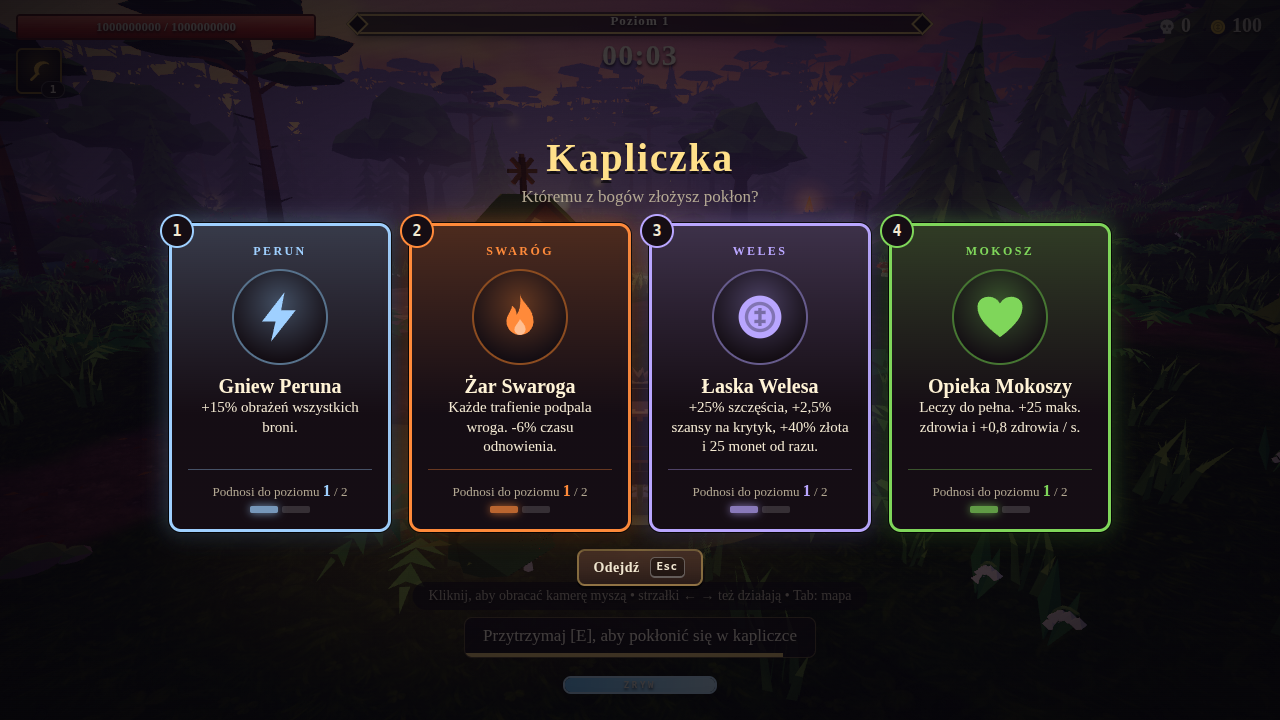 1000000000 / 1000000000
Poziom 1
0
100
00:03
1
Kapliczka
Któremu z bogów złożysz pokłon?
1
PERUN
Gniew Peruna
+15% obrażeń wszystkich
broni.
Podnosi do poziomu 1 / 2
2
SWARÓG
Żar Swaroga
Każde trafienie podpala
wroga. -6% czasu
odnowienia.
Podnosi do poziomu 1 / 2
3
WELES
Łaska Welesa
+25% szczęścia, +2,5%
szansy na krytyk, +40% złota
i 25 monet od razu.
Podnosi do poziomu 1 / 2
4
MOKOSZ
Opieka Mokoszy
Leczy do pełna. +25 maks.
zdrowia i +0,8 zdrowia / s.
Podnosi do poziomu 1 / 2
Odejdź Esc
Kliknij, aby obracać kamerę myszą • strzałki ← → też działają • Tab: mapa
Przytrzymaj [E], aby pokłonić się w kapliczce